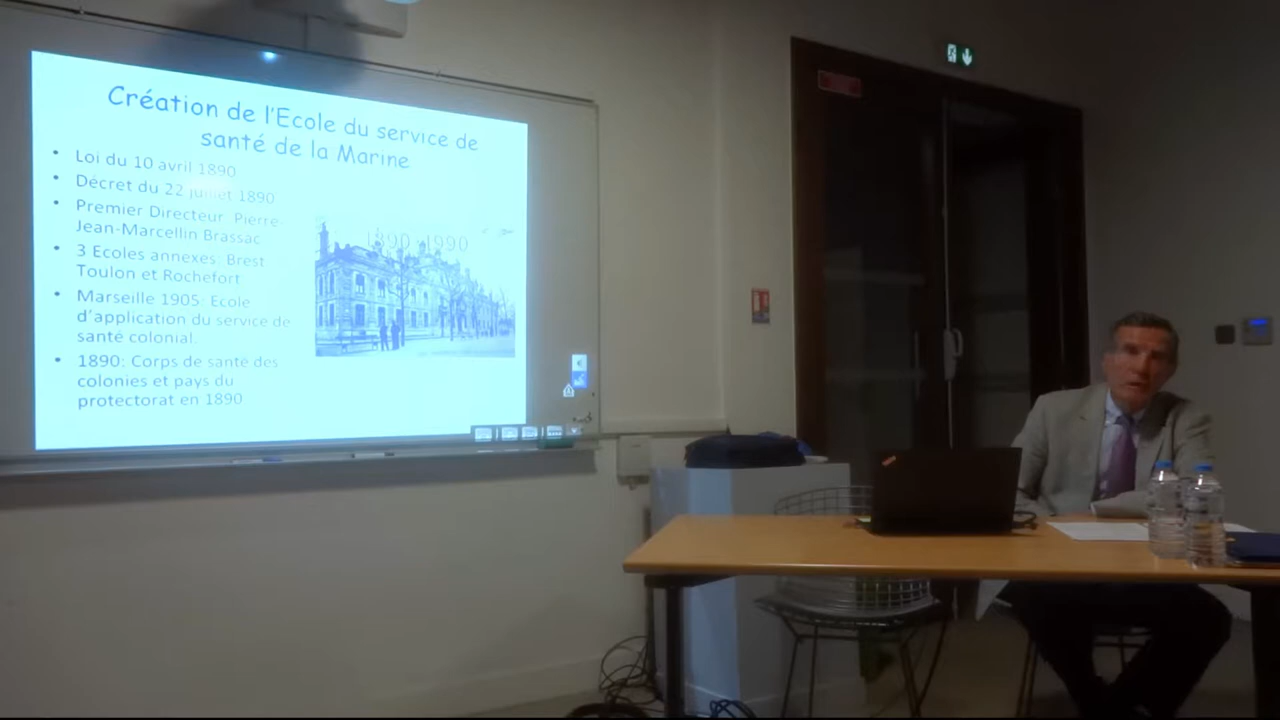 Création de l'Ecole du service de
santé de la Marine
• Loi du 10 avril 1890
• Décret du 22 juillet 1890
• Premier Directeur Pierre-
Jean-Marcellin Brassac
• 3 Ecoles annexes: Brest
Toulon et Rochefort
• Marseille 1905: Ecole
d'application du service de
santé colonial.
• 1890: Corps de santé des
colonies et pays du
protectorat en 1890
1890 1990